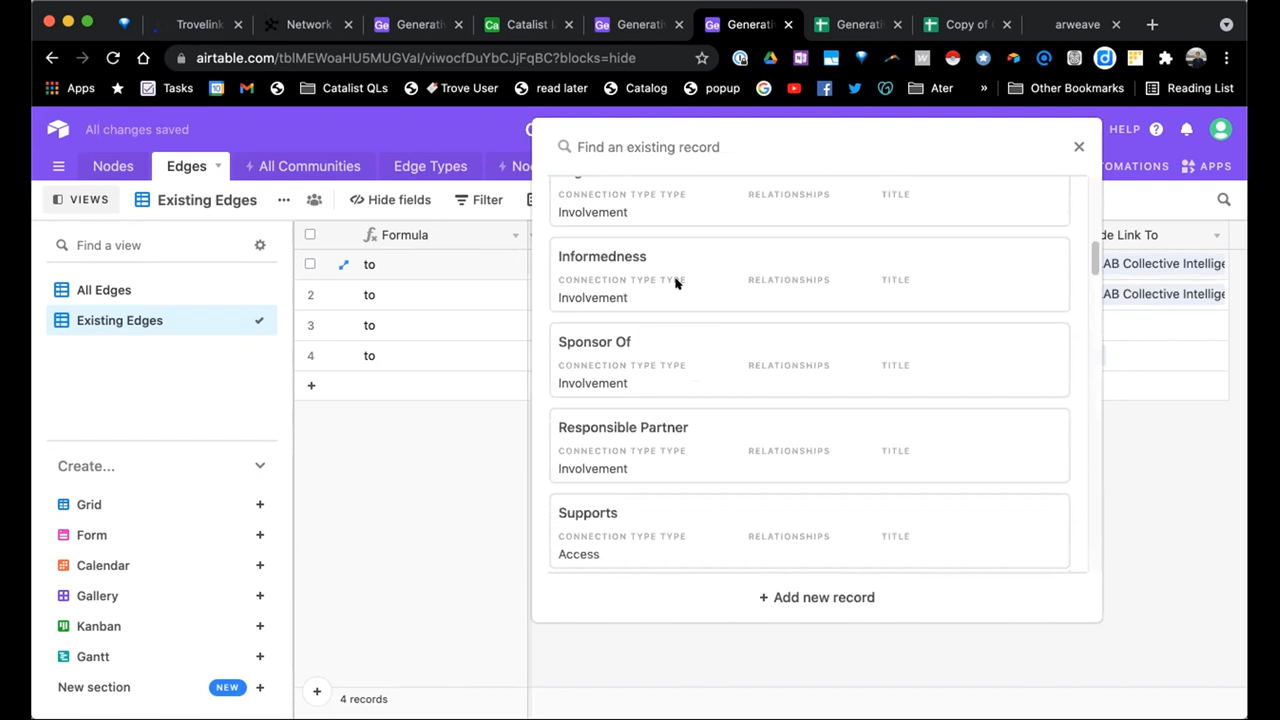 Trovelink
Network
Generati
Catalist L
Generati
Generati
Generati
Copy of
arweave
airtable.com/tblMEWoaHU5MUGVal/viwocfDuYbCJjFqBC?blocks=hide
Apps
Tasks
Catalist QLs
Trove User
read later
Catalog
popup
Ater
»
Other Bookmarks
Reading List
All changes saved
HELP
Nodes
Edges
All Communities
Edge Types
AUTOMATIONS
APPS
VIEWS
Existing Edges
...
Hide fields
Filter
Find a view
All Edges
Existing Edges
Create...
Grid +
Form +
Calendar +
Gallery +
Kanban +
Gantt +
New section NEW +
Formula
to
2 to
3 to
4 to
+
+ 4 records
de Link To
AB Collective Intellige
AB Collective Intellige
Find an existing record
CONNECTION TYPE TYPE RELATIONSHIPS TITLE
Involvement
Informedness
CONNECTION TYPE TYPE RELATIONSHIPS TITLE
Involvement
Sponsor Of
CONNECTION TYPE TYPE RELATIONSHIPS TITLE
Involvement
Responsible Partner
CONNECTION TYPE TYPE RELATIONSHIPS TITLE
Involvement
Supports
CONNECTION TYPE TYPE RELATIONSHIPS TITLE
Access
+ Add new record